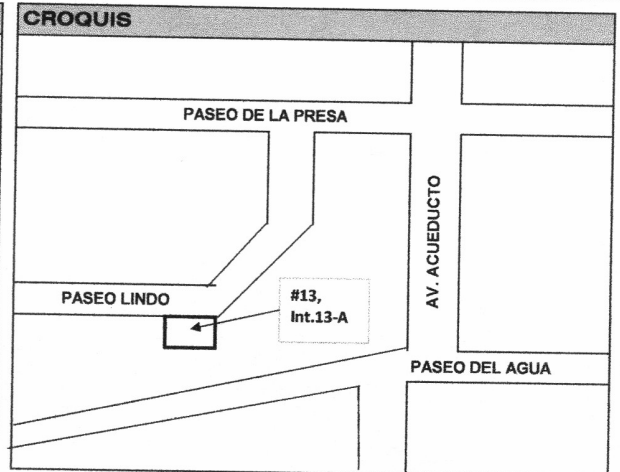 CROQUIS
PASEO DE LA PRESA
AV. ACUEDUCTO
PASEO LINDO
#13,
Int.13-A
PASEO DEL AGUA